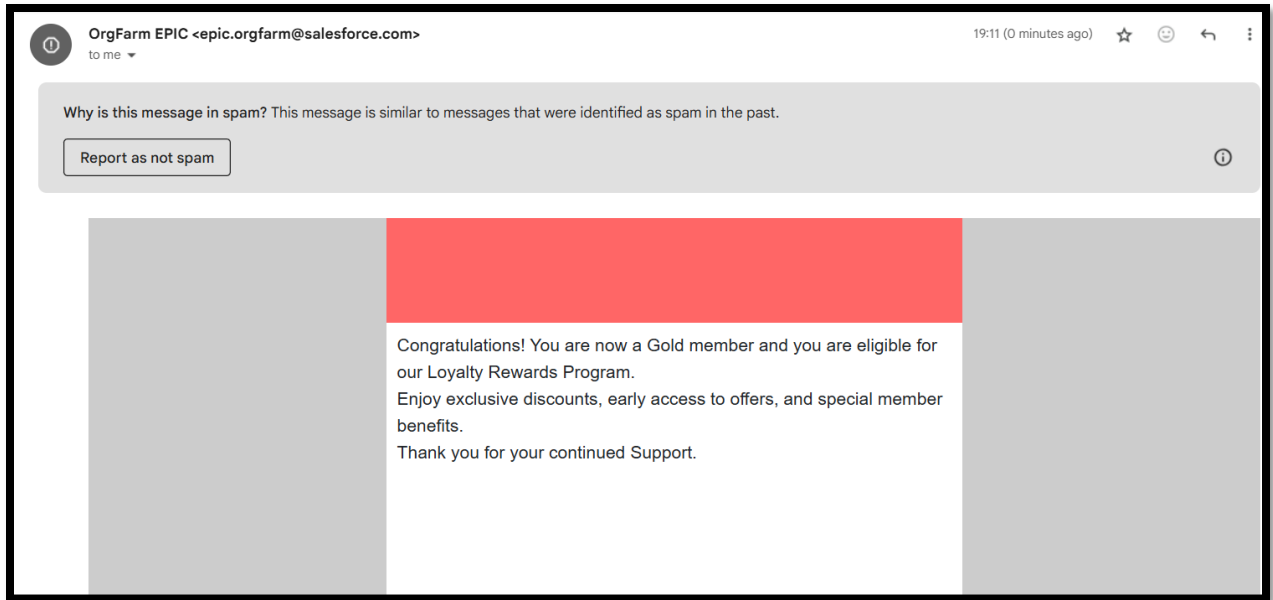 OrgFarm EPIC <epic.orgfarm@salesforce.com>
19:11 (0 minutes ago)
to me
Why is this message in spam? This message is similar to messages that were identified as spam in the past.
Report as not spam
Congratulations! You are now a Gold member and you are eligible for
our Loyalty Rewards Program.
Enjoy exclusive discounts, early access to offers, and special member
benefits.
Thank you for your continued Support.